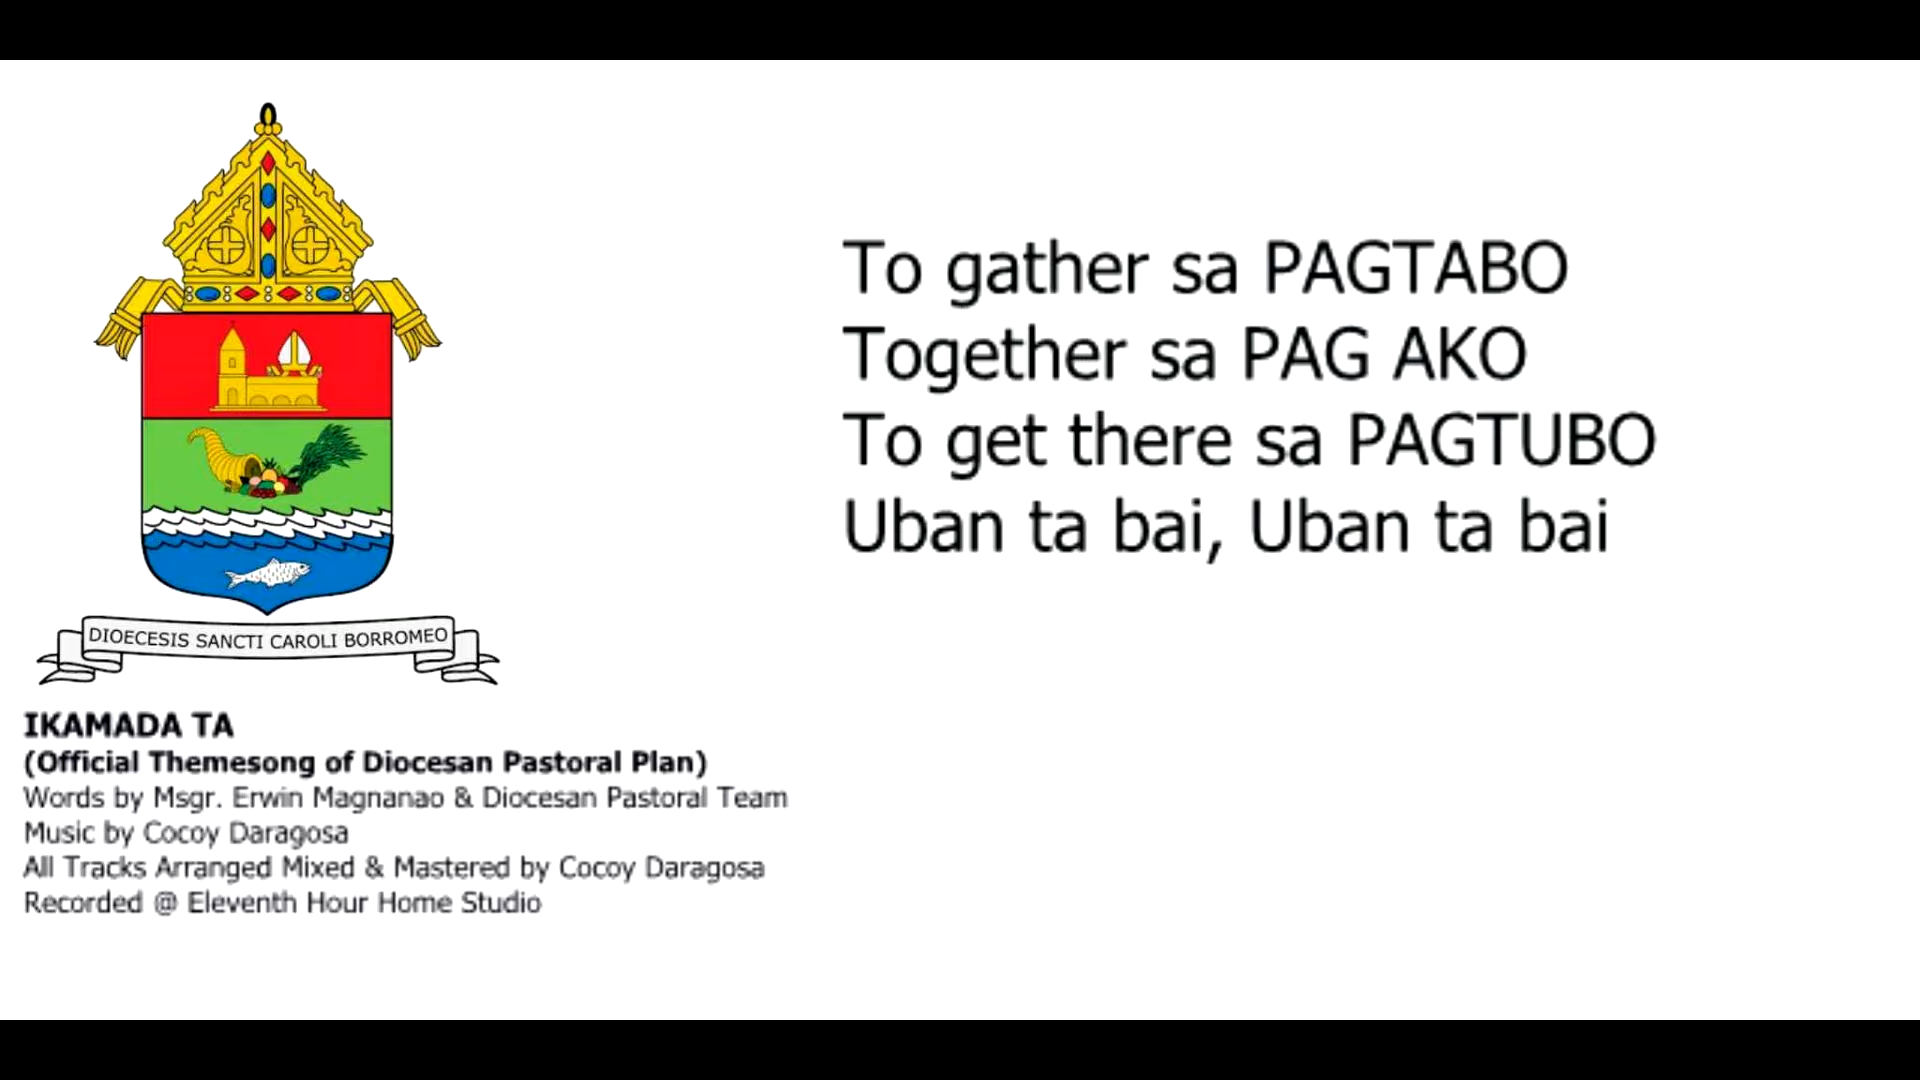 To gather sa PAGTABO
Together sa PAG AKO
To get there sa PAGTUBO
Uban ta bai, Uban ta bai
DIOECESIS SANCTI CAROLI BORROMEO
IKAMADA TA
(Official Themesong of Diocesan Pastoral Plan)
Words by Msgr. Erwin Magnanao & Diocesan Pastoral Team
Music by Cocoy Daragosa
All Tracks Arranged Mixed & Mastered by Cocoy Daragosa
Recorded @ Eleventh Hour Home Studio